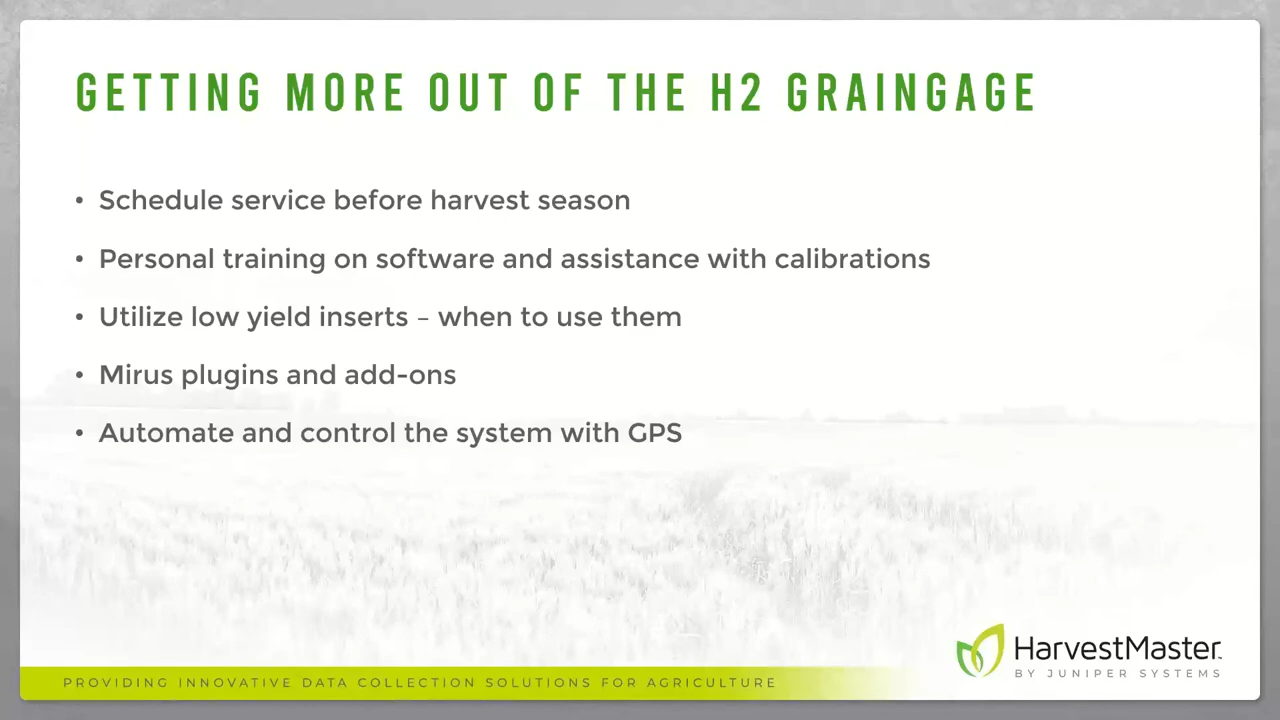 GETTING MORE OUT OF THE H2 GRAINGAGE
• Schedule service before harvest season
• Personal training on software and assistance with calibrations
• Utilize low yield inserts – when to use them
• Mirus plugins and add-ons
• Automate and control the system with GPS
HarvestMaster™
BY JUNIPER SYSTEMS
PROVIDING INNOVATIVE DATA COLLECTION SOLUTIONS FOR AGRICULTURE